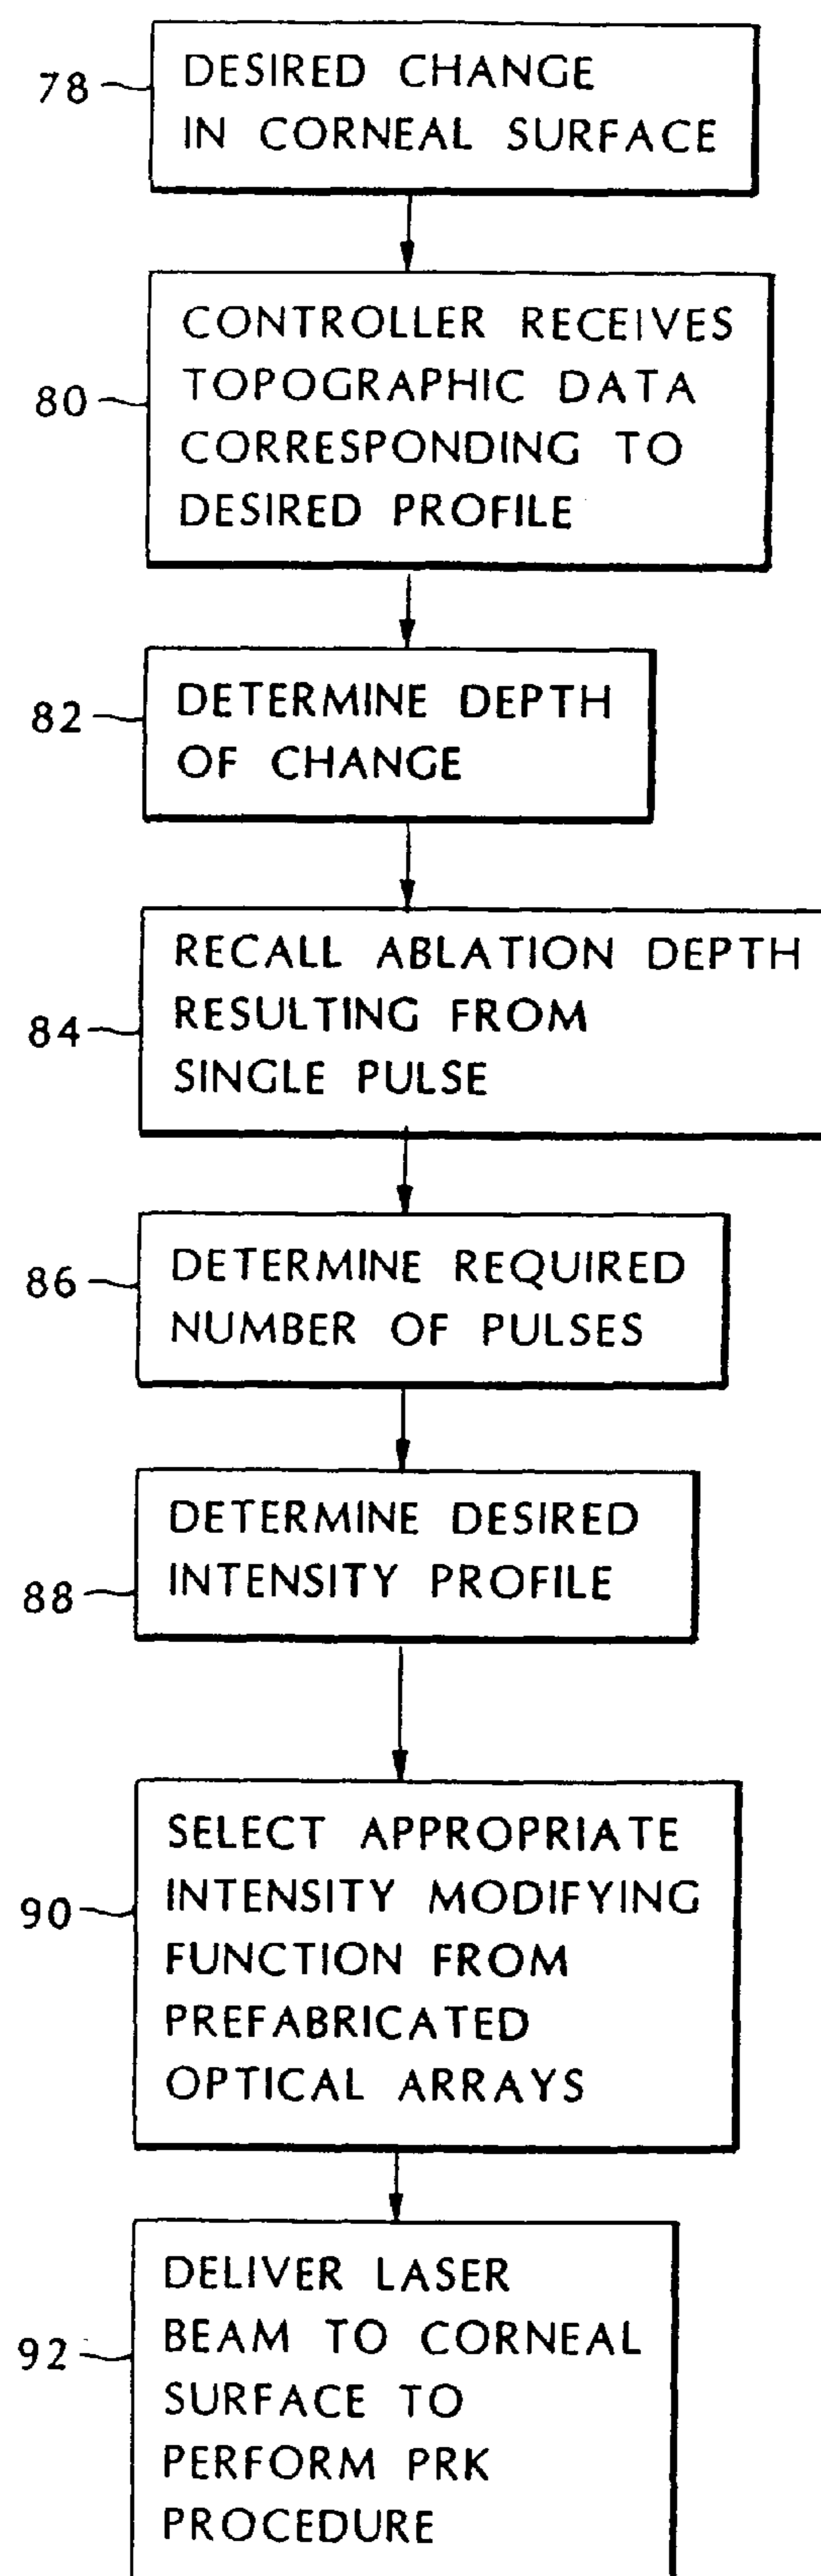 78
DESIRED CHANGE
IN CORNEAL SURFACE
80
CONTROLLER RECEIVES
TOPOGRAPHIC DATA
CORRESPONDING TO
DESIRED PROFILE
82
DETERMINE DEPTH
OF CHANGE
84
RECALL ABLATION DEPTH
RESULTING FROM
SINGLE PULSE
86
DETERMINE REQUIRED
NUMBER OF PULSES
88
DETERMINE DESIRED
INTENSITY PROFILE
90
SELECT APPROPRIATE
INTENSITY MODIFYING
FUNCTION FROM
PREFABRICATED
OPTICAL ARRAYS
92
DELIVER LASER
BEAM TO CORNEAL
SURFACE TO
PERFORM PRK
PROCEDURE